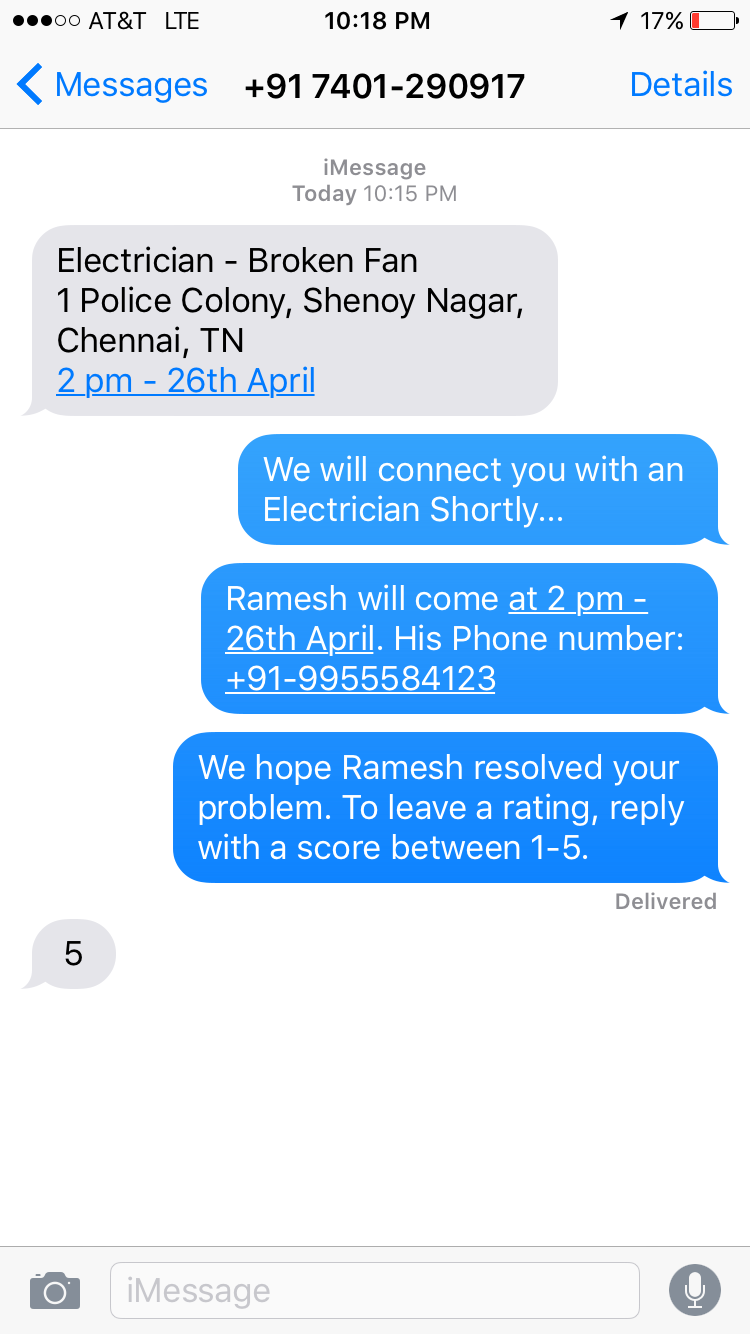 AT&T LTE 10:18 PM 17%
Messages +91 7401-290917 Details
iMessage
Today 10:15 PM
Electrician - Broken Fan
1 Police Colony, Shenoy Nagar,
Chennai, TN
2 pm - 26th April
We will connect you with an
Electrician Shortly...
Ramesh will come at 2 pm -
26th April. His Phone number:
+91-9955584123
We hope Ramesh resolved your
problem. To leave a rating, reply
with a score between 1-5.
Delivered
5
iMessage